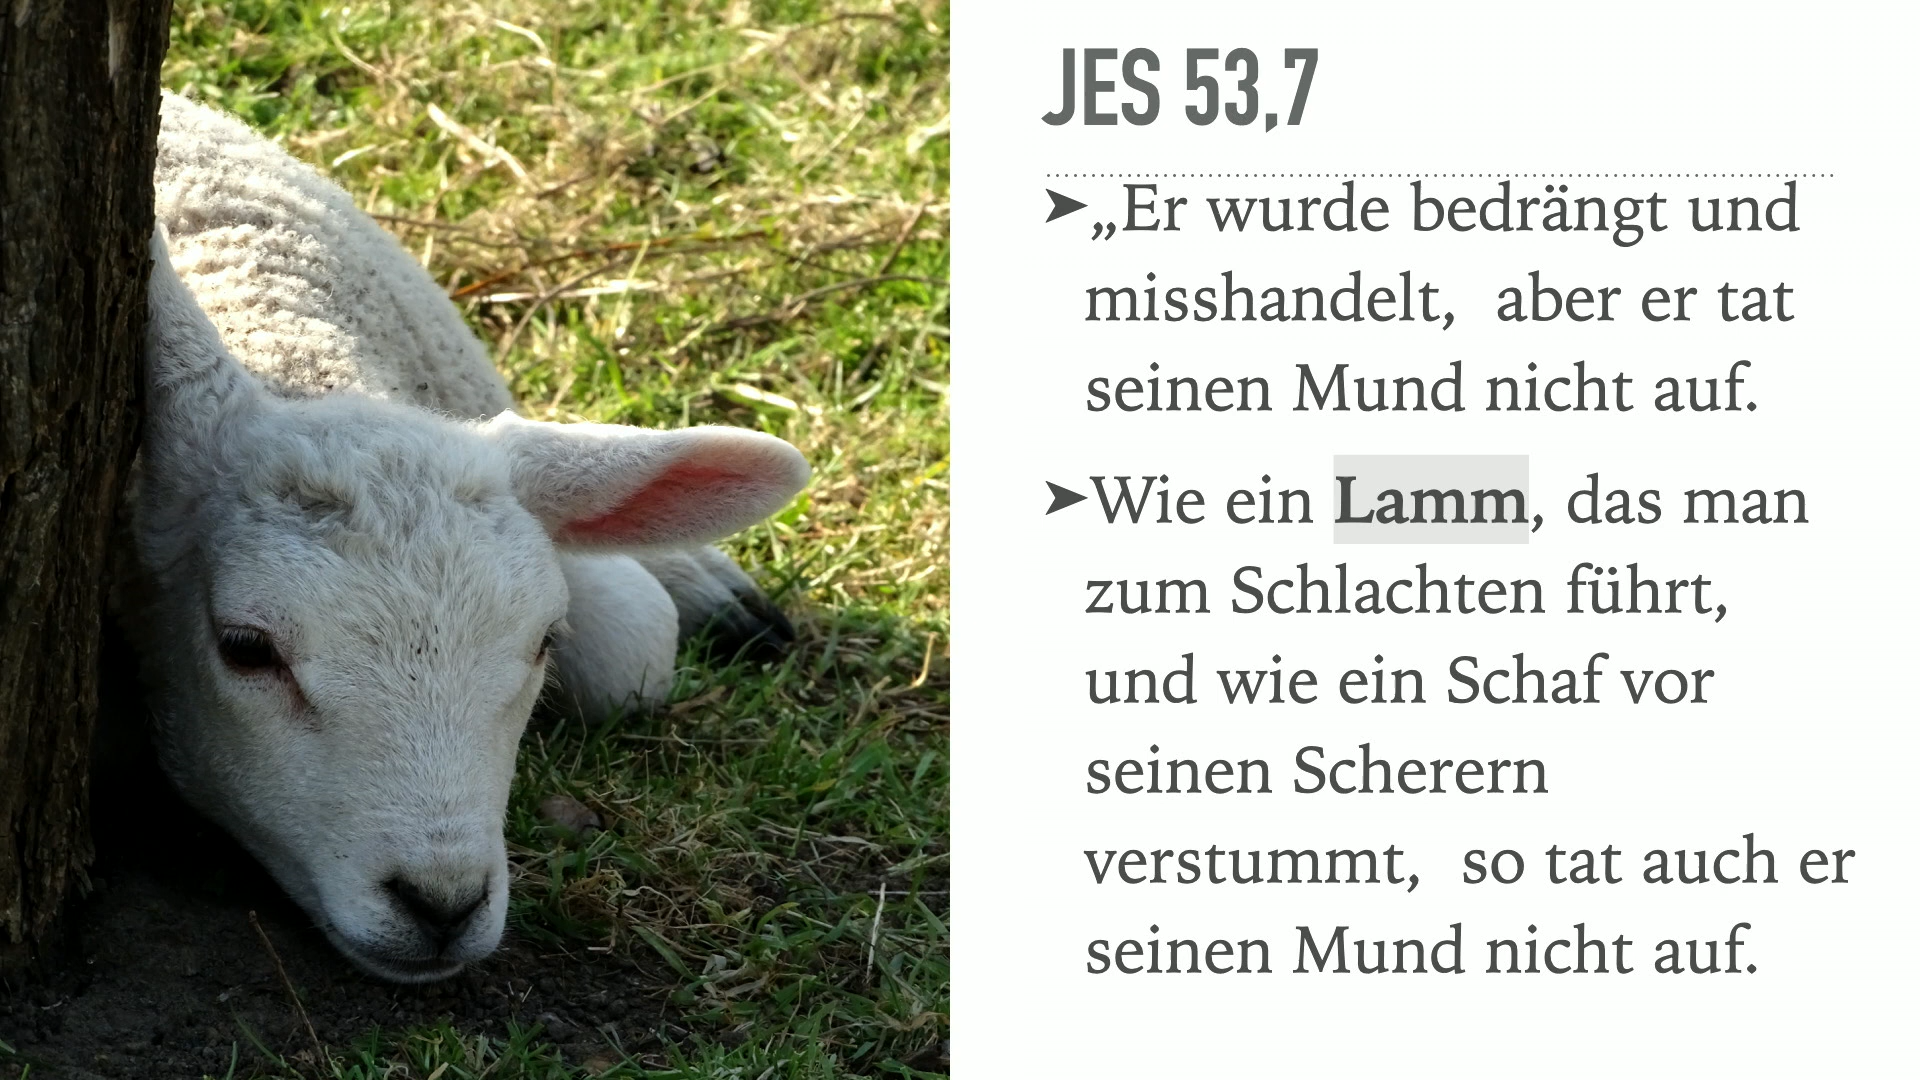 JES 53,7
➤„Er wurde bedrängt und
misshandelt,  aber er tat
seinen Mund nicht auf.
➤Wie ein Lamm, das man
zum Schlachten führt,
und wie ein Schaf vor
seinen Scherern
verstummt,  so tat auch er
seinen Mund nicht auf.